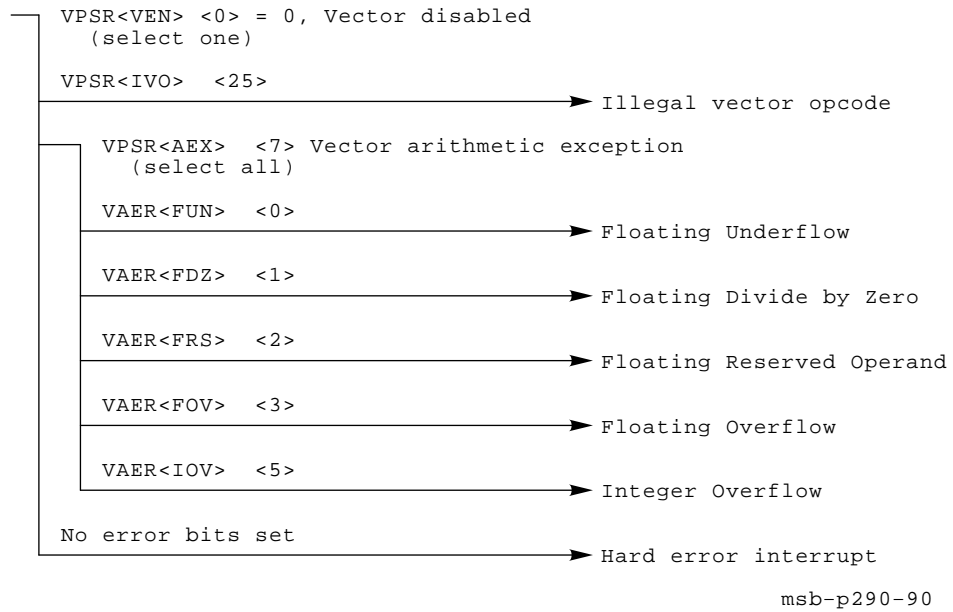 VPSR<VEN> <0> = 0, Vector disabled
(select one)
VPSR<IVO> <25>
Illegal vector opcode
VPSR<AEX> <7> Vector arithmetic exception
(select all)
VAER<FUN> <0>
Floating Underflow
VAER<FDZ> <1>
Floating Divide by Zero
VAER<FRS> <2>
Floating Reserved Operand
VAER<FOV> <3>
Floating Overflow
VAER<IOV> <5>
Integer Overflow
No error bits set
Hard error interrupt
msb-p290-90